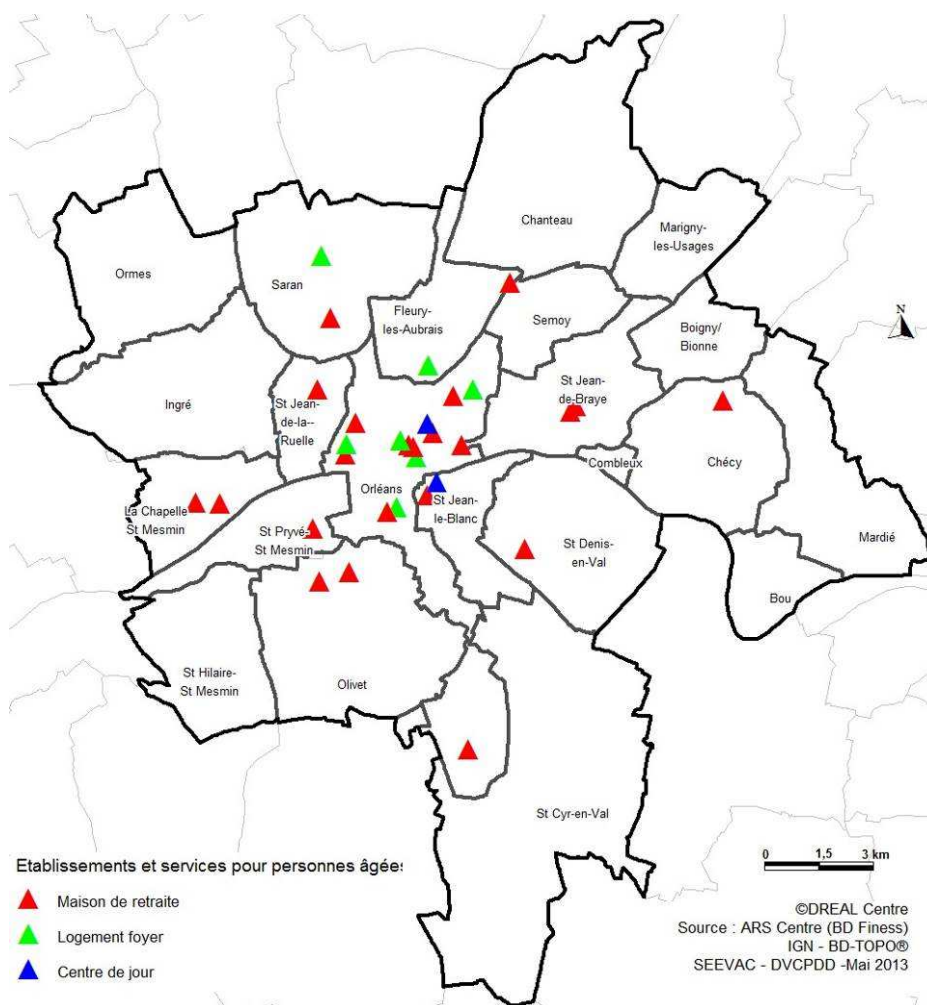 Chanteau
Marigny-
les-Usages
Ormes
Saran
Fleury-
les-Aubrais
Semoy
Boigny/
Bionne
N
Ingré
St Jean-
de-la--
Ruelle
St Jean
de-Braye
Combleux
Chécy
Orléans
St Jean-
le-Blanc
La Chapelle
St Mesmin
St Pryvé-
St Mesmin
St Denis-
en-Val
Mardié
Bou
St Hilaire-
St Mesmin
Olivet
St Cyr-en-Val
0 1,5 3 km
Etablissements et services pour personnes âgées
Maison de retraite
Logement foyer
Centre de jour
©DREAL Centre
Source : ARS Centre (BD Finess)
IGN - BD-TOPO®
SEEVAC - DVCPDD -Mai 2013